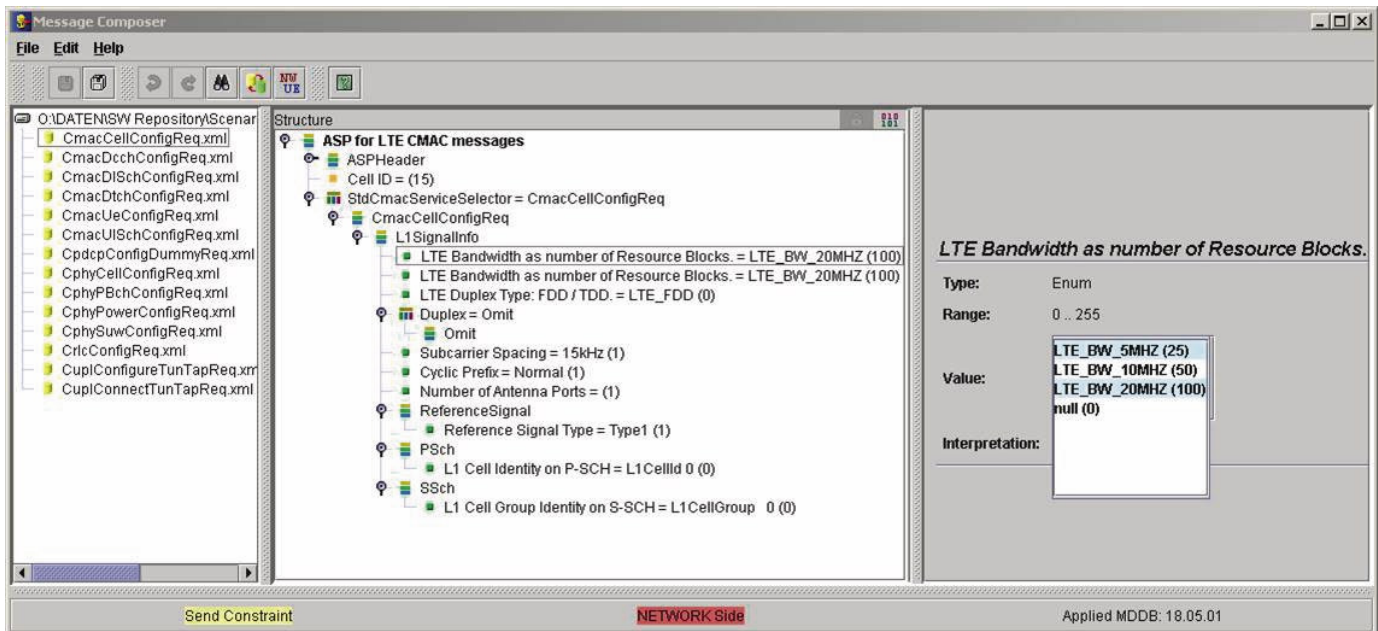 Message Composer
File Edit Help
NW
UE
O:\DATEN\SW Repository\Scenar
CmacCellConfigReq.xml
CmacDcchConfigReq.xml
CmacDlSchConfigReq.xml
CmacDtchConfigReq.xml
CmacUeConfigReq.xml
CmacUlSchConfigReq.xml
CpdcpConfigDummyReq.xml
CphyCellConfigReq.xml
CphyPBchConfigReq.xml
CphyPowerConfigReq.xml
CphySuwConfigReq.xml
CrlcConfigReq.xml
CuplConfigureTunTapReq.xm
CuplConnectTunTapReq.xml
Structure
010
101
ASP for LTE CMAC messages
ASPHeader
Cell ID = (15)
StdCmacServiceSelector = CmacCellConfigReq
CmacCellConfigReq
L1SignalInfo
LTE Bandwidth as number of Resource Blocks. = LTE_BW_20MHZ (100)
LTE Bandwidth as number of Resource Blocks. = LTE_BW_20MHZ (100)
LTE Duplex Type: FDD / TDD. = LTE_FDD (0)
Duplex = Omit
Omit
Subcarrier Spacing = 15kHz (1)
Cyclic Prefix = Normal (1)
Number of Antenna Ports = (1)
ReferenceSignal
Reference Signal Type = Type1 (1)
PSch
L1 Cell Identity on P-SCH = L1CellId 0 (0)
SSch
L1 Cell Group Identity on S-SCH = L1CellGroup 0 (0)
LTE Bandwidth as number of Resource Blocks.
Type: Enum
Range: 0 .. 255
Value:
LTE_BW_5MHZ (25)
LTE_BW_10MHZ (50)
LTE_BW_20MHZ (100)
null (0)
Interpretation:
Send Constraint
NETWORK Side
Applied MDDB: 18.05.01